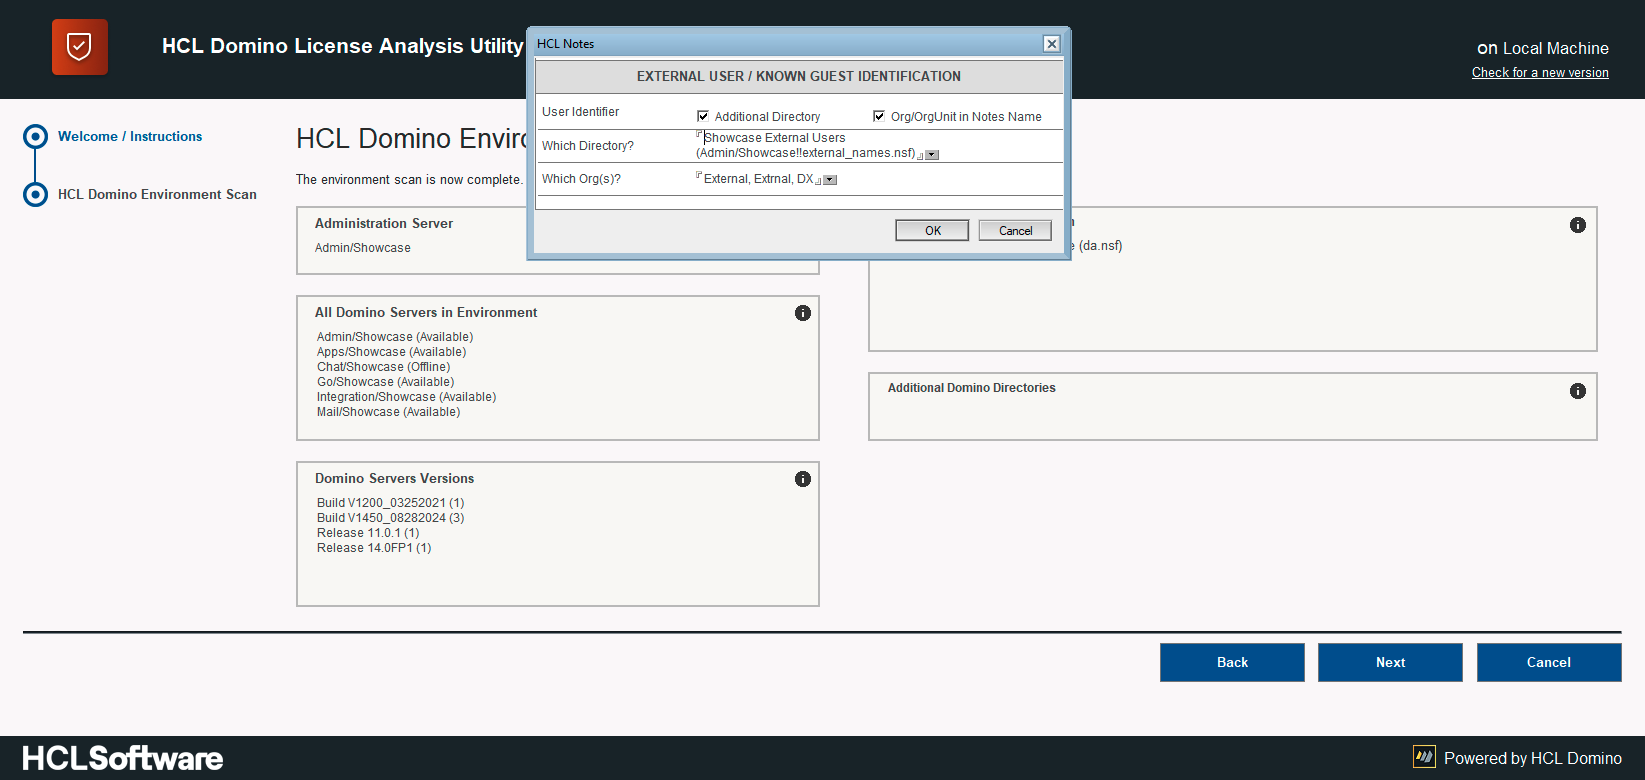 HCL Domino License Analysis Utility
on Local Machine
Check for a new version
HCL Notes
EXTERNAL USER / KNOWN GUEST IDENTIFICATION
User Identifier
Additional Directory
Org/OrgUnit in Notes Name
Which Directory?
Showcase External Users
(Admin/Showcase!!external_names.nsf)
Which Org(s)?
External, Extrnal, DX
OK
Cancel
Welcome / Instructions
HCL Domino Environment Scan
HCL Domino Enviro
The environment scan is now complete.
Administration Server
Admin/Showcase
(da.nsf)
All Domino Servers in Environment
Admin/Showcase (Available)
Apps/Showcase (Available)
Chat/Showcase (Offline)
Go/Showcase (Available)
Integration/Showcase (Available)
Mail/Showcase (Available)
Additional Domino Directories
Domino Servers Versions
Build V1200_03252021 (1)
Build V1450_08282024 (3)
Release 11.0.1 (1)
Release 14.0FP1 (1)
Back
Next
Cancel
HCLSoftware
Powered by HCL Domino